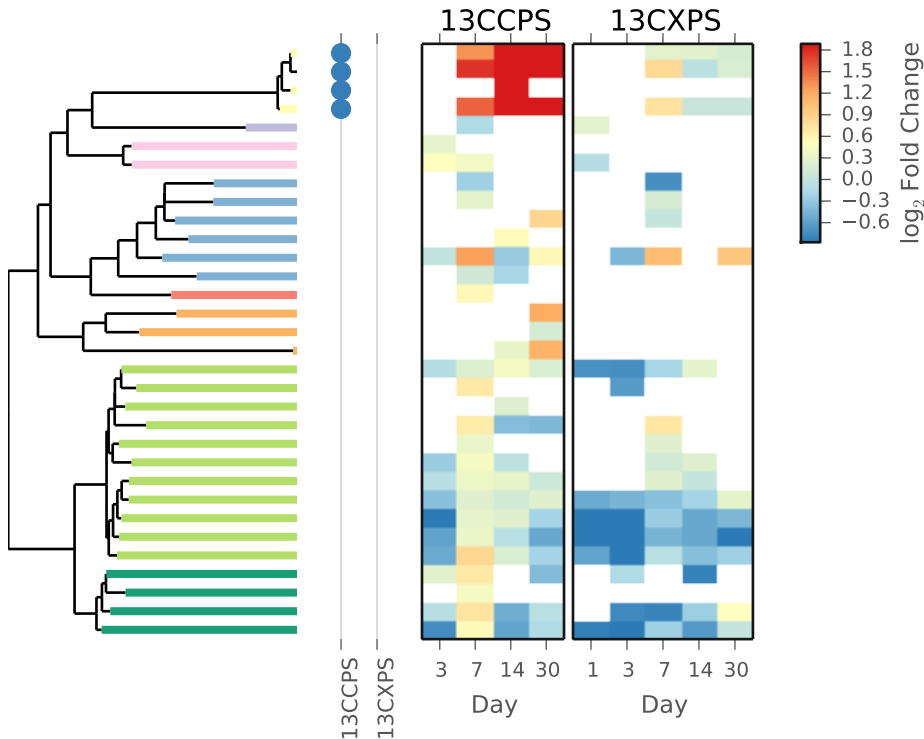 13CCPS
13CXPS
1.8
1.5
1.2
0.9
0.6
0.3
0.0
−0.3
−0.6
log₂ Fold Change
13CCPS
13CXPS
3 7 14 30
1 3 7 14 30
Day
Day